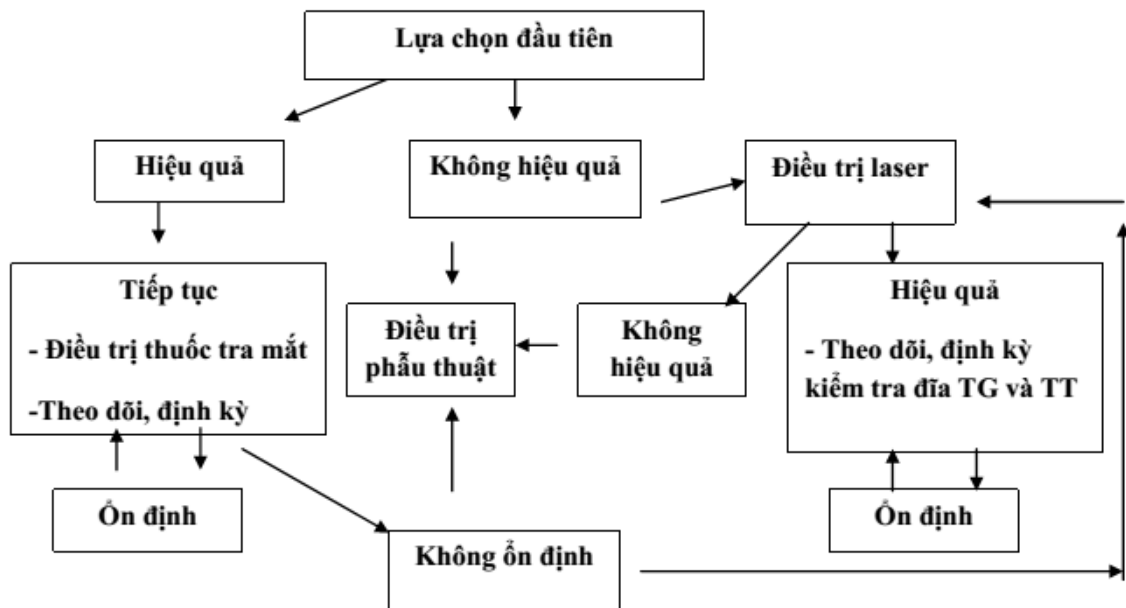 Lựa chọn đầu tiên
Hiệu quả
Không hiệu quả
Điều trị laser
Tiếp tục
- Điều trị thuốc tra mắt
-Theo dõi, định kỳ
Điều trị
phẫu thuật
Không
hiệu quả
Hiệu quả
- Theo dõi, định kỳ
kiểm tra đĩa TG và TT
Ổn định
Không ổn định
Ổn định